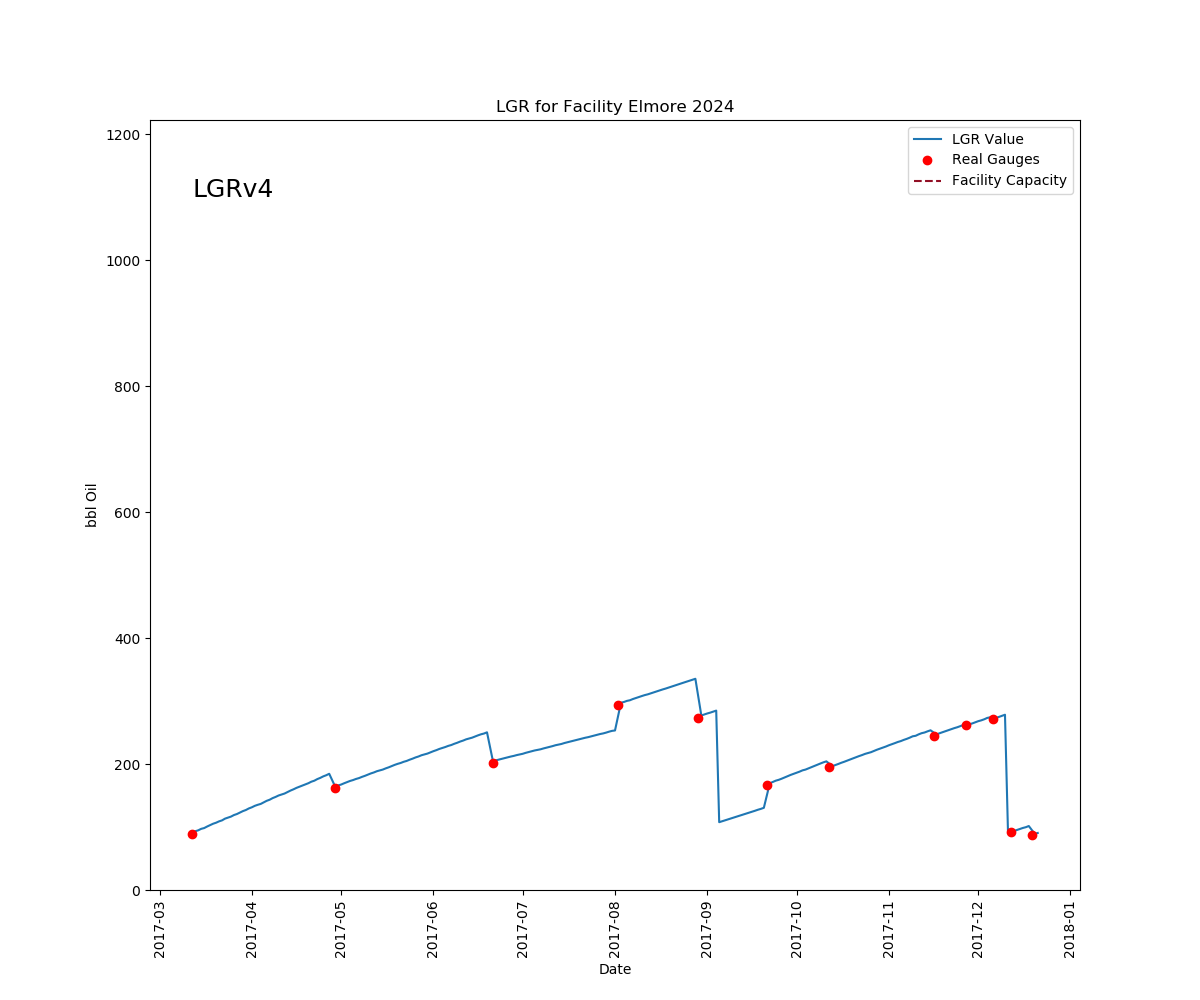 LGR for Facility Elmore 2024
LGR Value
Real Gauges
Facility Capacity
LGRv4
1200
1000
800
600
400
200
0
bbl Oil
2017-03
2017-04
2017-05
2017-06
2017-07
2017-08
2017-09
2017-10
2017-11
2017-12
2018-01
Date